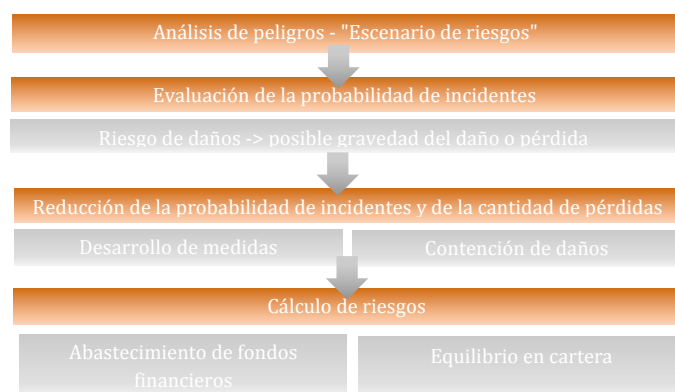 Análisis de peligros - "Escenario de riesgos"
Evaluación de la probabilidad de incidentes
Riesgo de daños -> posible gravedad del daño o pérdida
Reducción de la probabilidad de incidentes y de la cantidad de pérdidas
Desarrollo de medidas
Contención de daños
Cálculo de riesgos
Abastecimiento de fondos
financieros
Equilibrio en cartera